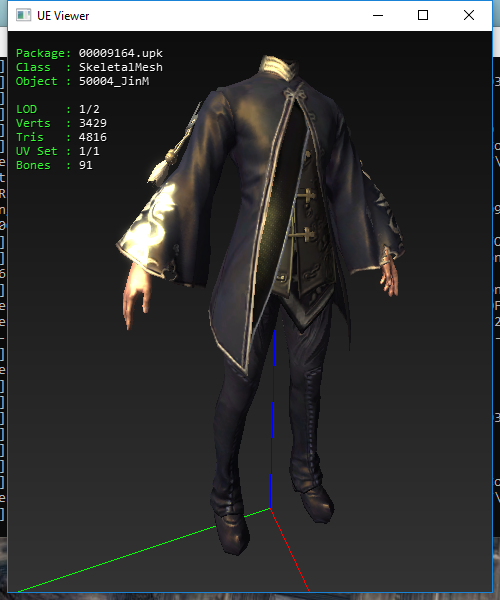 UE Viewer
Package: 00009164.upk
Class : SkeletalMesh
Object : 50004_JinM
LOD : 1/2
Verts : 3429
Tris : 4816
UV Set : 1/1
Bones : 91